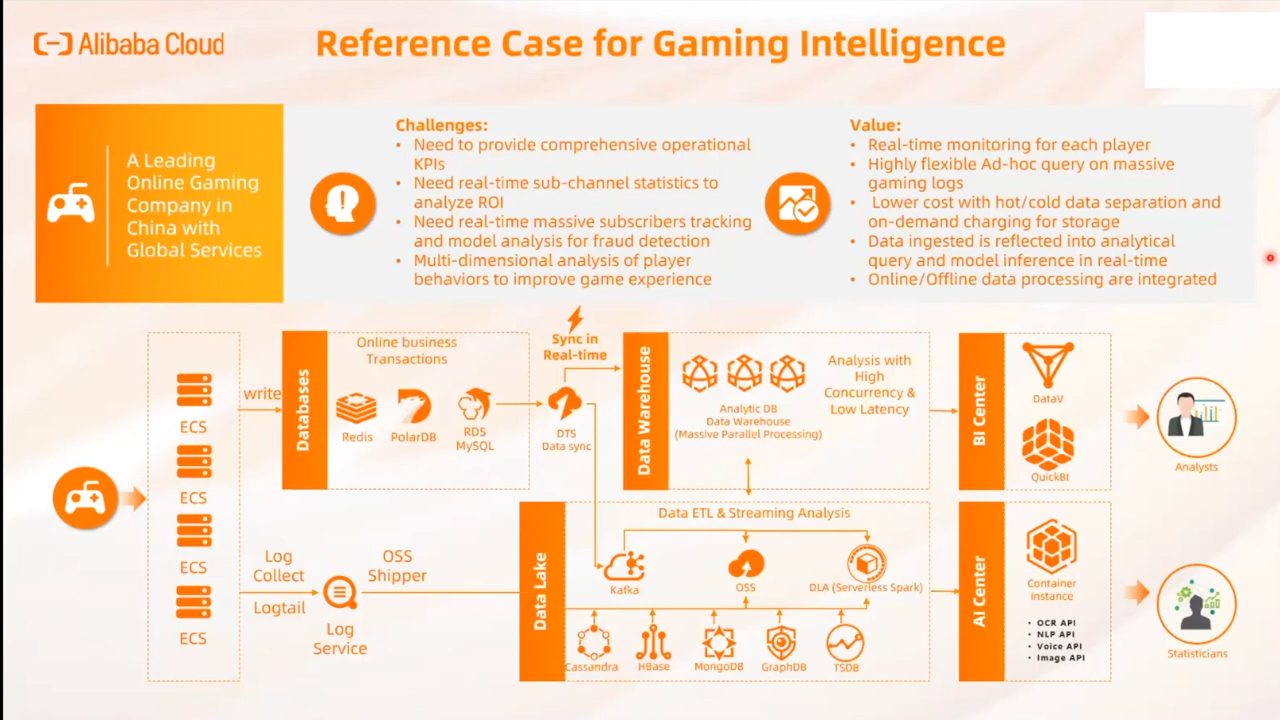 Alibaba Cloud
Reference Case for Gaming Intelligence
A Leading
Online Gaming
Company in
China with
Global Services
Challenges:
• Need to provide comprehensive operational
KPIs
• Need real-time sub-channel statistics to
analyze ROI
• Need real-time massive subscribers tracking
and model analysis for fraud detection
• Multi-dimensional analysis of player
behaviors to improve game experience
Value:
• Real-time monitoring for each player
• Highly flexible Ad-hoc query on massive
gaming logs
• Lower cost with hot/cold data separation and
on-demand charging for storage
• Data ingested is reflected into analytical
query and model inference in real-time
• Online/Offline data processing are integrated
ECS
ECS
ECS
ECS
write
Databases
Online business
Transactions
Redis
PolarDB
RDS
MySQL
Sync in
Real-time
DTS
Data sync
Data Warehouse
Analytic DB
Data Warehouse
(Massive Parallel Processing)
Analysis with
High
Concurrency &
Low Latency
BI Center
DataV
QuickBI
Analysts
Log
Collect
Logtail
Log
Service
OSS
Shipper
Data Lake
Data ETL & Streaming Analysis
Kafka
OSS
DLA (Serverless Spark)
Cassandra
HBase
MongoDB
GraphDB
TSDB
AI Center
Container
instance
• OCR API
• NLP API
• Voice API
• Image API
Statisticians